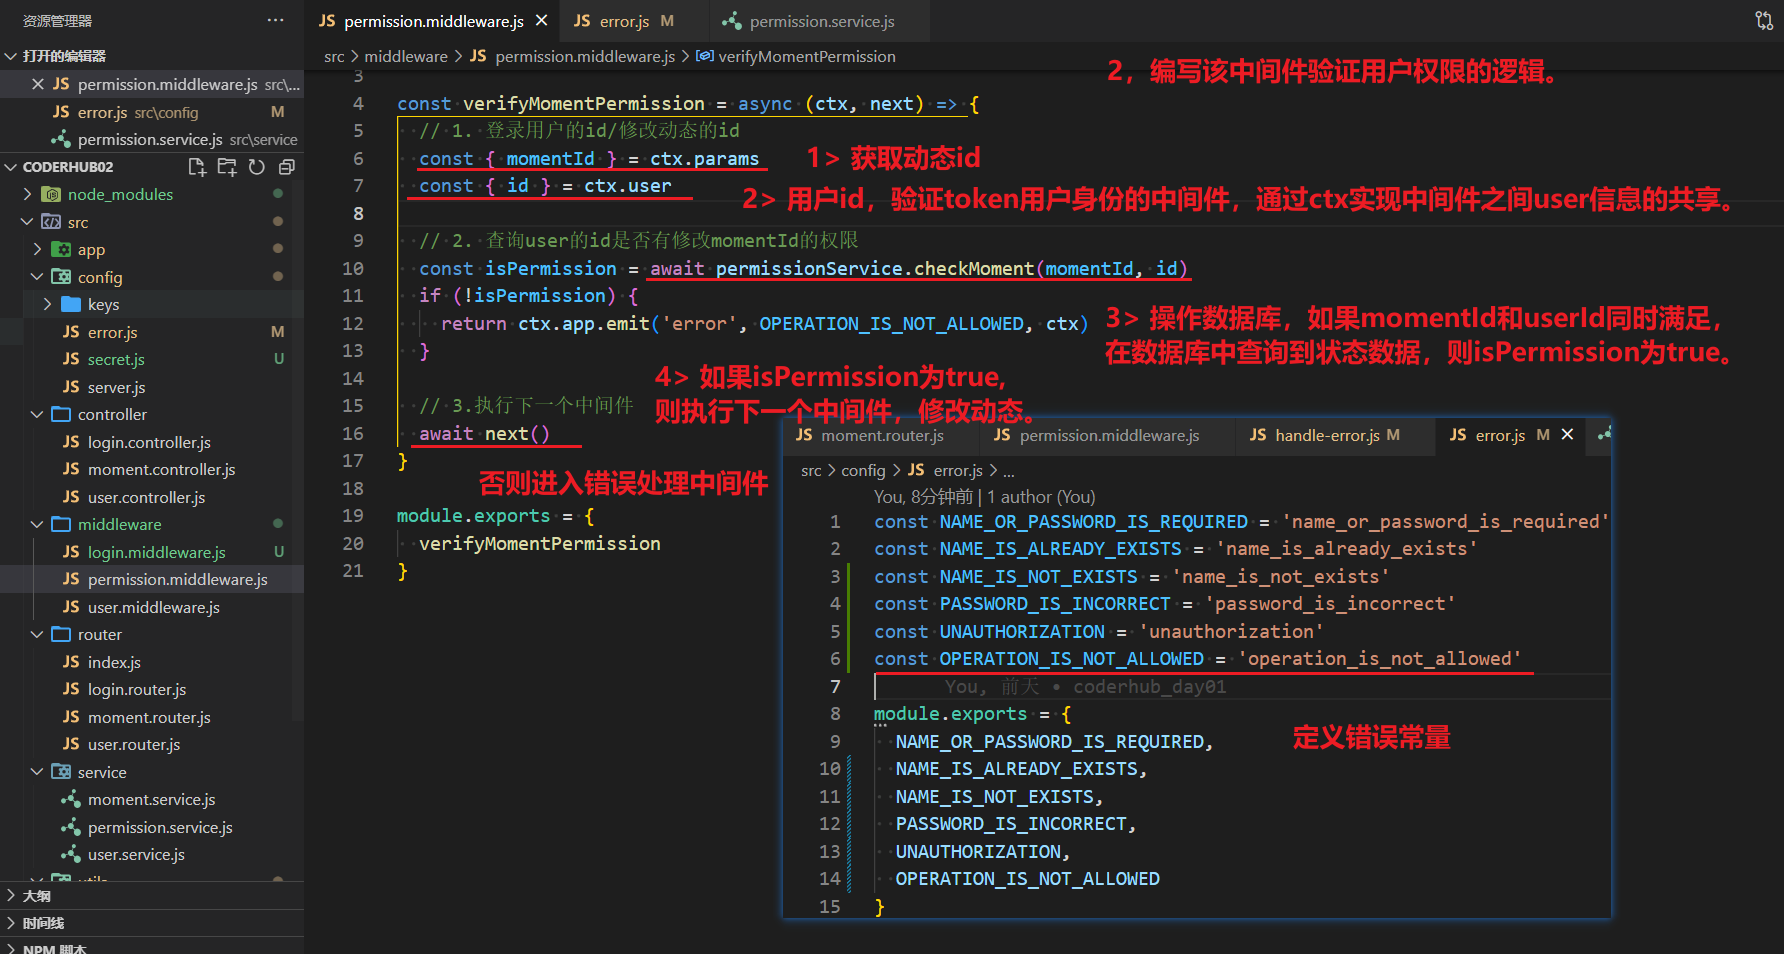 资源管理器
打开的编辑器
permission.middleware.js src\...
JS error.js src\config M
permission.service.js src\service
CODERHUB02
node_modules
src
app
config
keys
JS error.js M
JS secret.js U
JS server.js
controller
JS login.controller.js
JS moment.controller.js
JS user.controller.js
middleware
JS login.middleware.js U
JS permission.middleware.js
JS user.middleware.js
router
JS index.js
JS login.router.js
JS moment.router.js
JS user.router.js
service
moment.service.js
permission.service.js
user.service.js
utils
大纲
时间线
NPM 脚本
JS permission.middleware.js
JS error.js M
permission.service.js
src > middleware > JS permission.middleware.js > verifyMomentPermission
2，编写该中间件验证用户权限的逻辑。
3
4 const verifyMomentPermission = async (ctx, next) => {
5 // 1. 登录用户的id/修改动态的id
6 const { momentId } = ctx.params
1> 获取动态id
7 const { id } = ctx.user
2> 用户id，验证token用户身份的中间件，通过ctx实现中间件之间user信息的共享。
8
9 // 2. 查询user的id是否有修改momentId的权限
10 const isPermission = await permissionService.checkMoment(momentId, id)
11 if (!isPermission) {
12 return ctx.app.emit('error', OPERATION_IS_NOT_ALLOWED, ctx)
3> 操作数据库，如果momentId和userId同时满足，
在数据库中查询到状态数据，则isPermission为true。
13 }
14
4> 如果isPermission为true,
则执行下一个中间件，修改动态。
15 // 3.执行下一个中间件
16 await next()
17 }
否则进入错误处理中间件
18
19 module.exports = {
20 verifyMomentPermission
21 }
JS moment.router.js
JS permission.middleware.js
JS handle-error.js M
JS error.js M
src > config > JS error.js > ...
You, 8分钟前 | 1 author (You)
1 const NAME_OR_PASSWORD_IS_REQUIRED = 'name_or_password_is_required'
2 const NAME_IS_ALREADY_EXISTS = 'name_is_already_exists'
3 const NAME_IS_NOT_EXISTS = 'name_is_not_exists'
4 const PASSWORD_IS_INCORRECT = 'password_is_incorrect'
5 const UNAUTHORIZATION = 'unauthorization'
6 const OPERATION_IS_NOT_ALLOWED = 'operation_is_not_allowed'
7 You, 前天 • coderhub_day01
8 module.exports = {
9 NAME_OR_PASSWORD_IS_REQUIRED,
定义错误常量
10 NAME_IS_ALREADY_EXISTS,
11 NAME_IS_NOT_EXISTS,
12 PASSWORD_IS_INCORRECT,
13 UNAUTHORIZATION,
14 OPERATION_IS_NOT_ALLOWED
15 }